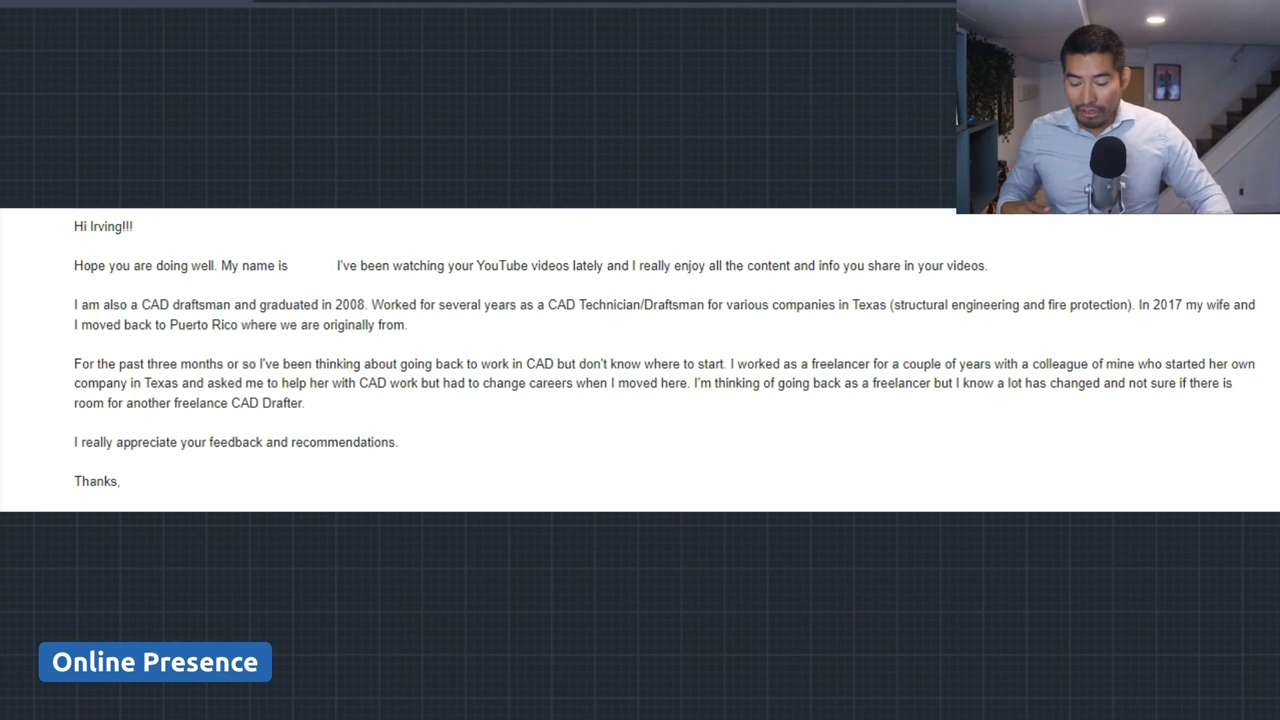 Hi Irving!!!
Hope you are doing well. My name is I've been watching your YouTube videos lately and I really enjoy all the content and info you share in your videos.
I am also a CAD draftsman and graduated in 2008. Worked for several years as a CAD Technician/Draftsman for various companies in Texas (structural engineering and fire protection). In 2017 my wife and
I moved back to Puerto Rico where we are originally from.
For the past three months or so I've been thinking about going back to work in CAD but don't know where to start. I worked as a freelancer for a couple of years with a colleague of mine who started her own
company in Texas and asked me to help her with CAD work but had to change careers when I moved here. I'm thinking of going back as a freelancer but I know a lot has changed and not sure if there is
room for another freelance CAD Drafter.
I really appreciate your feedback and recommendations.
Thanks,
Online Presence